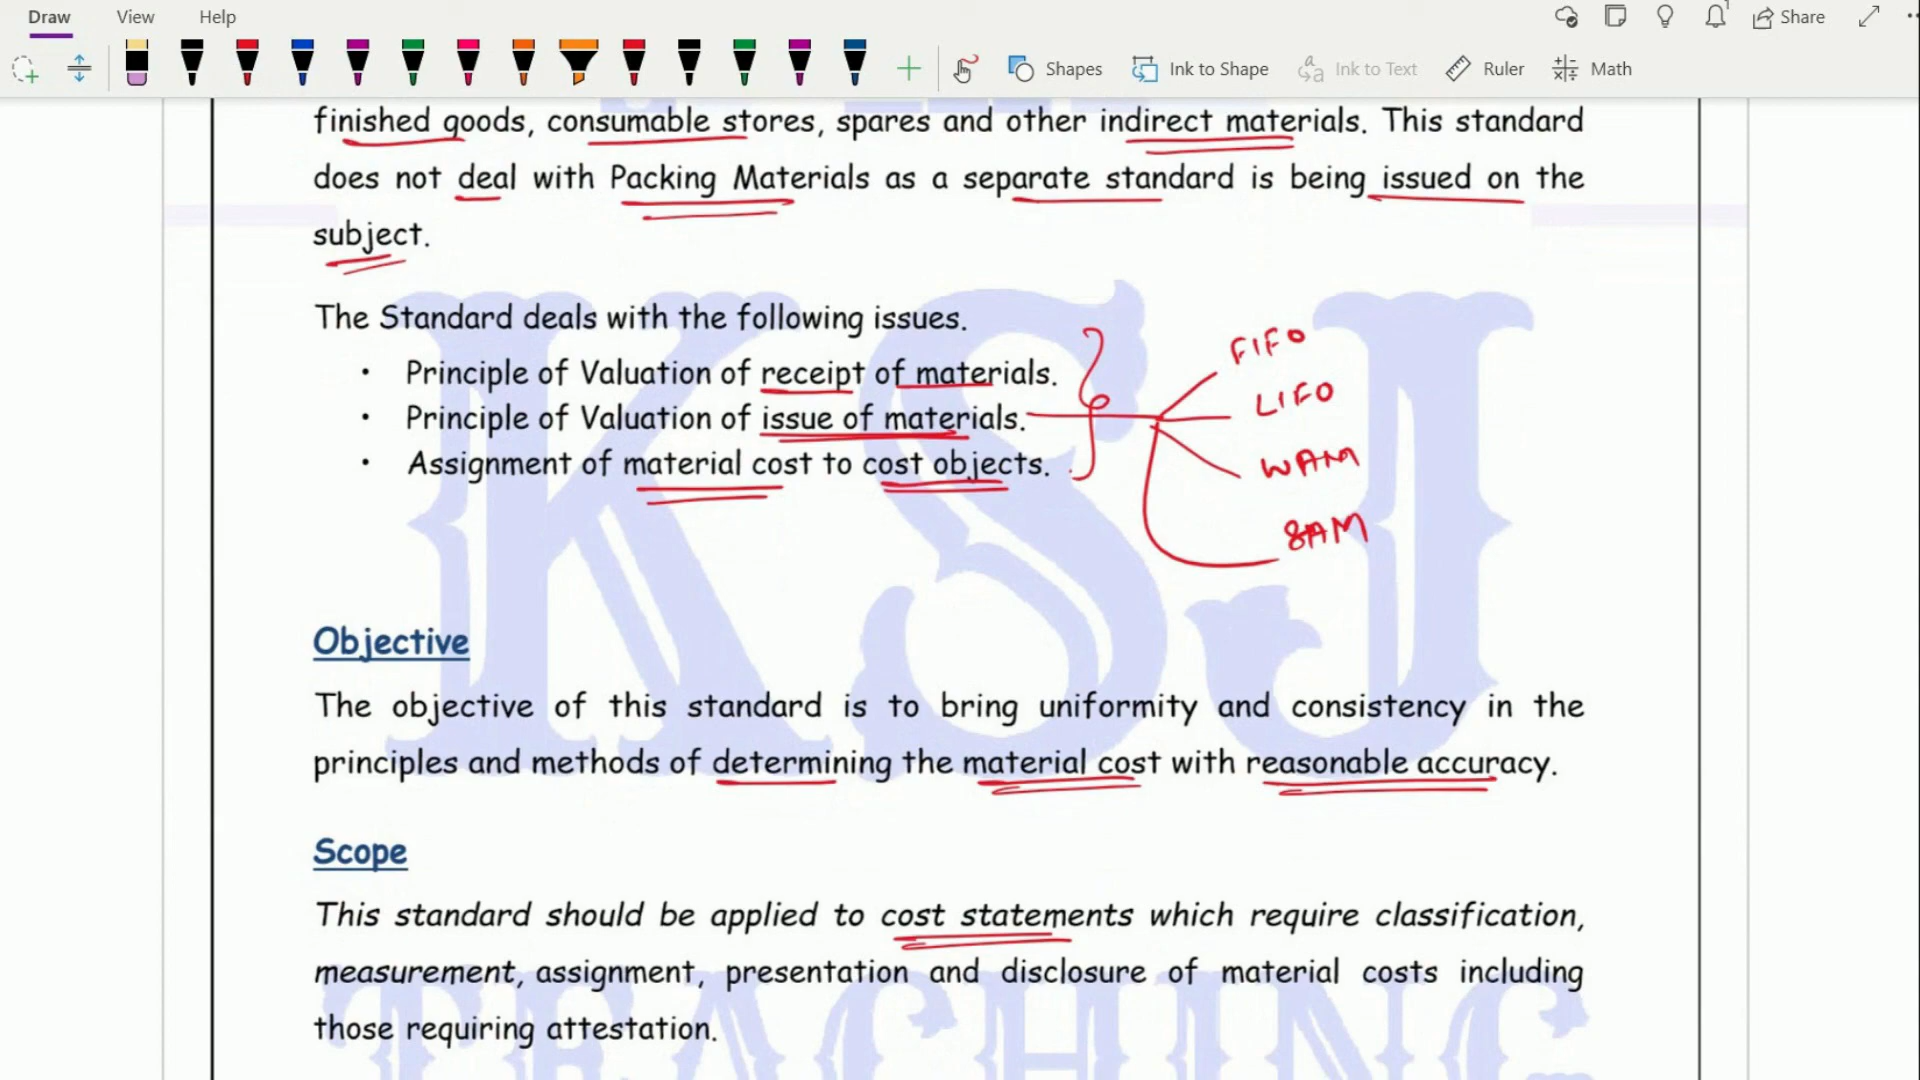 Draw View Help Share
Shapes Ink to Shape Ink to Text Ruler Math
finished goods, consumable stores, spares and other indirect materials. This standard
does not deal with Packing Materials as a separate standard is being issued on the
subject.
The Standard deals with the following issues.
• Principle of Valuation of receipt of materials.
• Principle of Valuation of issue of materials.
• Assignment of material cost to cost objects.
FIFO
LIFO
WAM
SAM
Objective
The objective of this standard is to bring uniformity and consistency in the
principles and methods of determining the material cost with reasonable accuracy.
Scope
This standard should be applied to cost statements which require classification,
measurement, assignment, presentation and disclosure of material costs including
those requiring attestation.
KSJ
TEACHING